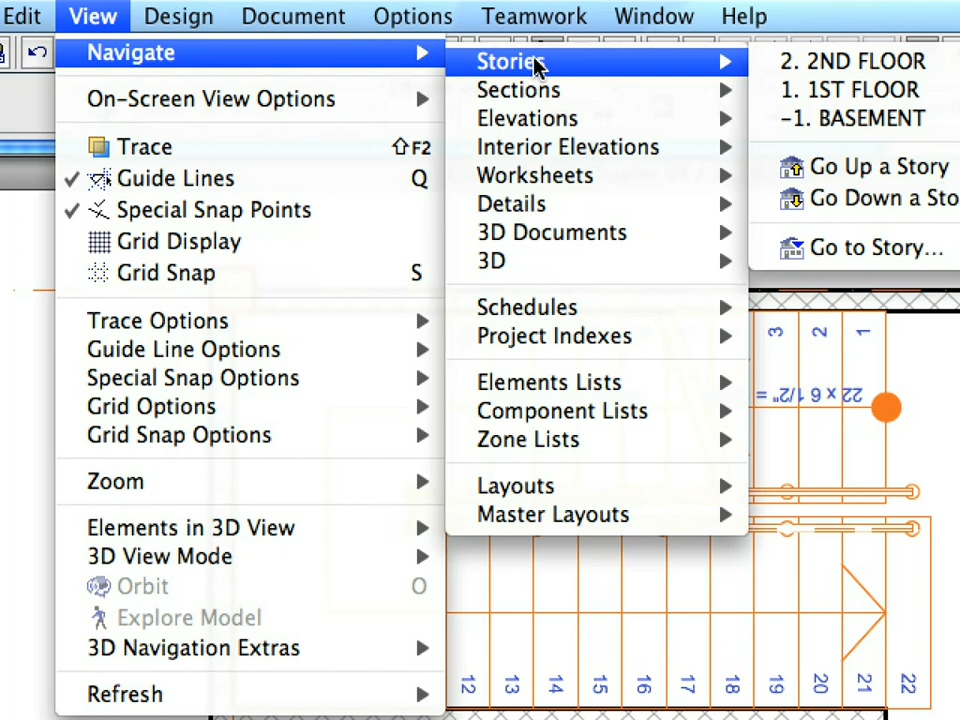 Edit View Design Document Options Teamwork Window Help
Navigate
On-Screen View Options
Trace ⇧F2
Guide Lines Q
Special Snap Points
Grid Display
Grid Snap S
Trace Options
Guide Line Options
Special Snap Options
Grid Options
Grid Snap Options
Zoom
Elements in 3D View
3D View Mode
Orbit O
Explore Model
3D Navigation Extras
Refresh
Stories
Sections
Elevations
Interior Elevations
Worksheets
Details
3D Documents
3D
Schedules
Project Indexes
Elements Lists
Component Lists
Zone Lists
Layouts
Master Layouts
2. 2ND FLOOR
1. 1ST FLOOR
-1. BASEMENT
Go Up a Story
Go Down a Sto
Go to Story...
3 2 1
22 x 6 1/2" =
12 13 14 15 16 17 18 19 20 21 22